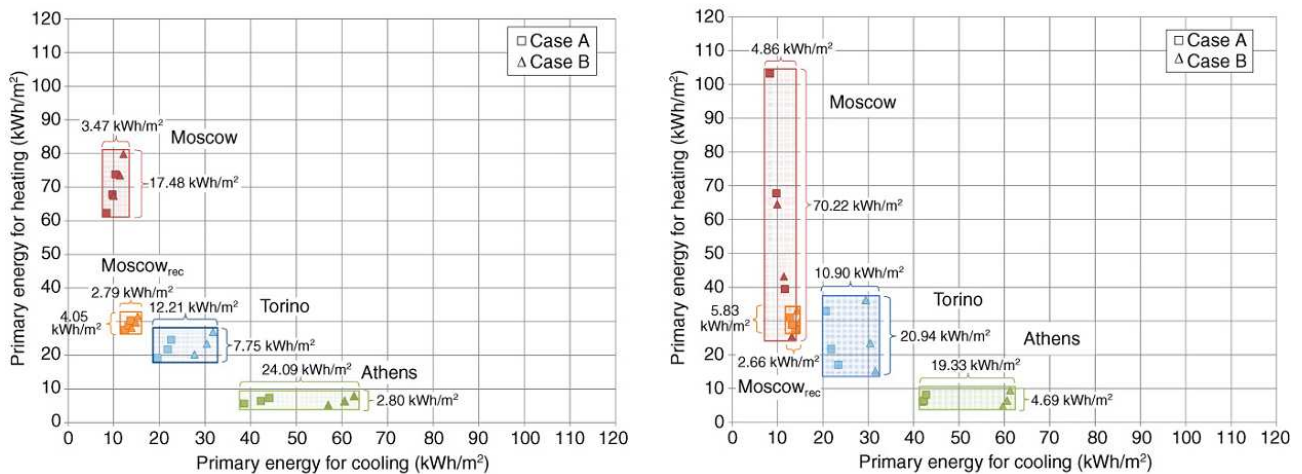 120
110
100
90
80
70
60
50
40
30
20
10
0
Primary energy for heating (kWh/m²)
□ Case A
△ Case B
3.47 kWh/m²
Moscow
17.48 kWh/m²
Moscowrec
2.79 kWh/m²
12.21 kWh/m²
Torino
4.05
kWh/m²
7.75 kWh/m²
24.09 kWh/m²
Athens
2.80 kWh/m²
0 10 20 30 40 50 60 70 80 90 100 110 120
Primary energy for cooling (kWh/m²)
120
110
100
90
80
70
60
50
40
30
20
10
0
Primary energy for heating (kWh/m²)
□ Case A
△ Case B
4.86 kWh/m²
Moscow
70.22 kWh/m²
10.90 kWh/m²
Torino
5.83
kWh/m²
20.94 kWh/m²
2.66 kWh/m²
Moscowrec
Athens
19.33 kWh/m²
4.69 kWh/m²
0 10 20 30 40 50 60 70 80 90 100 110 120
Primary energy for cooling (kWh/m²)